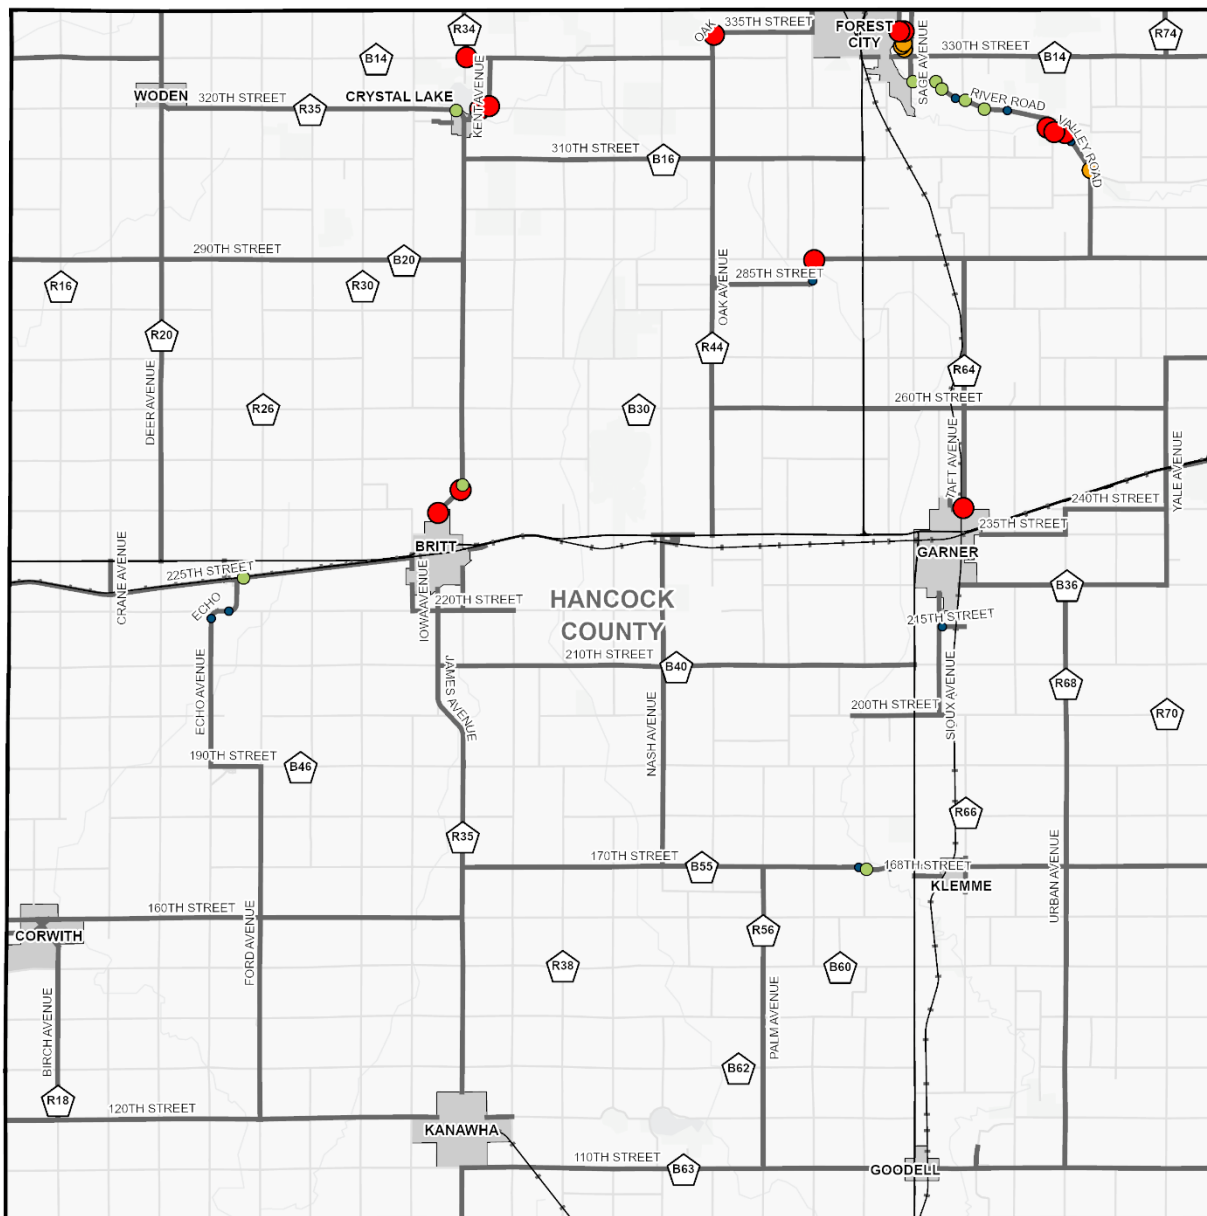 R34
OAK
335TH STREET
FOREST
CITY
R74
B14
330TH STREET
B14
SAGE AVENUE
WODEN
320TH STREET
R35
CRYSTAL LAKE
KENT AVENUE
RIVER ROAD
VALLEY ROAD
310TH STREET
B16
290TH STREET
B20
285TH STREET
R16
R30
OAK AVENUE
R20
R44
R64
DEER AVENUE
R26
B30
260TH STREET
TAFT AVENUE
YALE AVENUE
240TH STREET
235TH STREET
BRITT
GARNER
CRANE AVENUE
225TH STREET
B36
ECHO
IOWA AVENUE
220TH STREET
HANCOCK
COUNTY
215TH STREET
210TH STREET
B40
ECHO AVENUE
JAMES AVENUE
NASH AVENUE
SIOUX AVENUE
R68
200TH STREET
R70
190TH STREET
B46
R35
R66
170TH STREET
B55
168TH STREET
KLEMME
URBAN AVENUE
160TH STREET
CORWITH
FORD AVENUE
R56
R38
B60
BIRCH AVENUE
PALM AVENUE
B62
R18
120TH STREET
KANAWHA
110TH STREET
B63
GOODELL